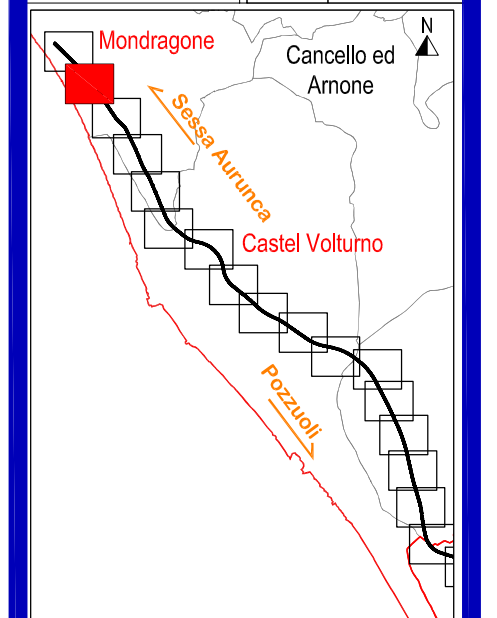 N
Mondragone
Cancello ed
Arnone
Sessa Aurunca
Castel Volturno
Pozzuoli